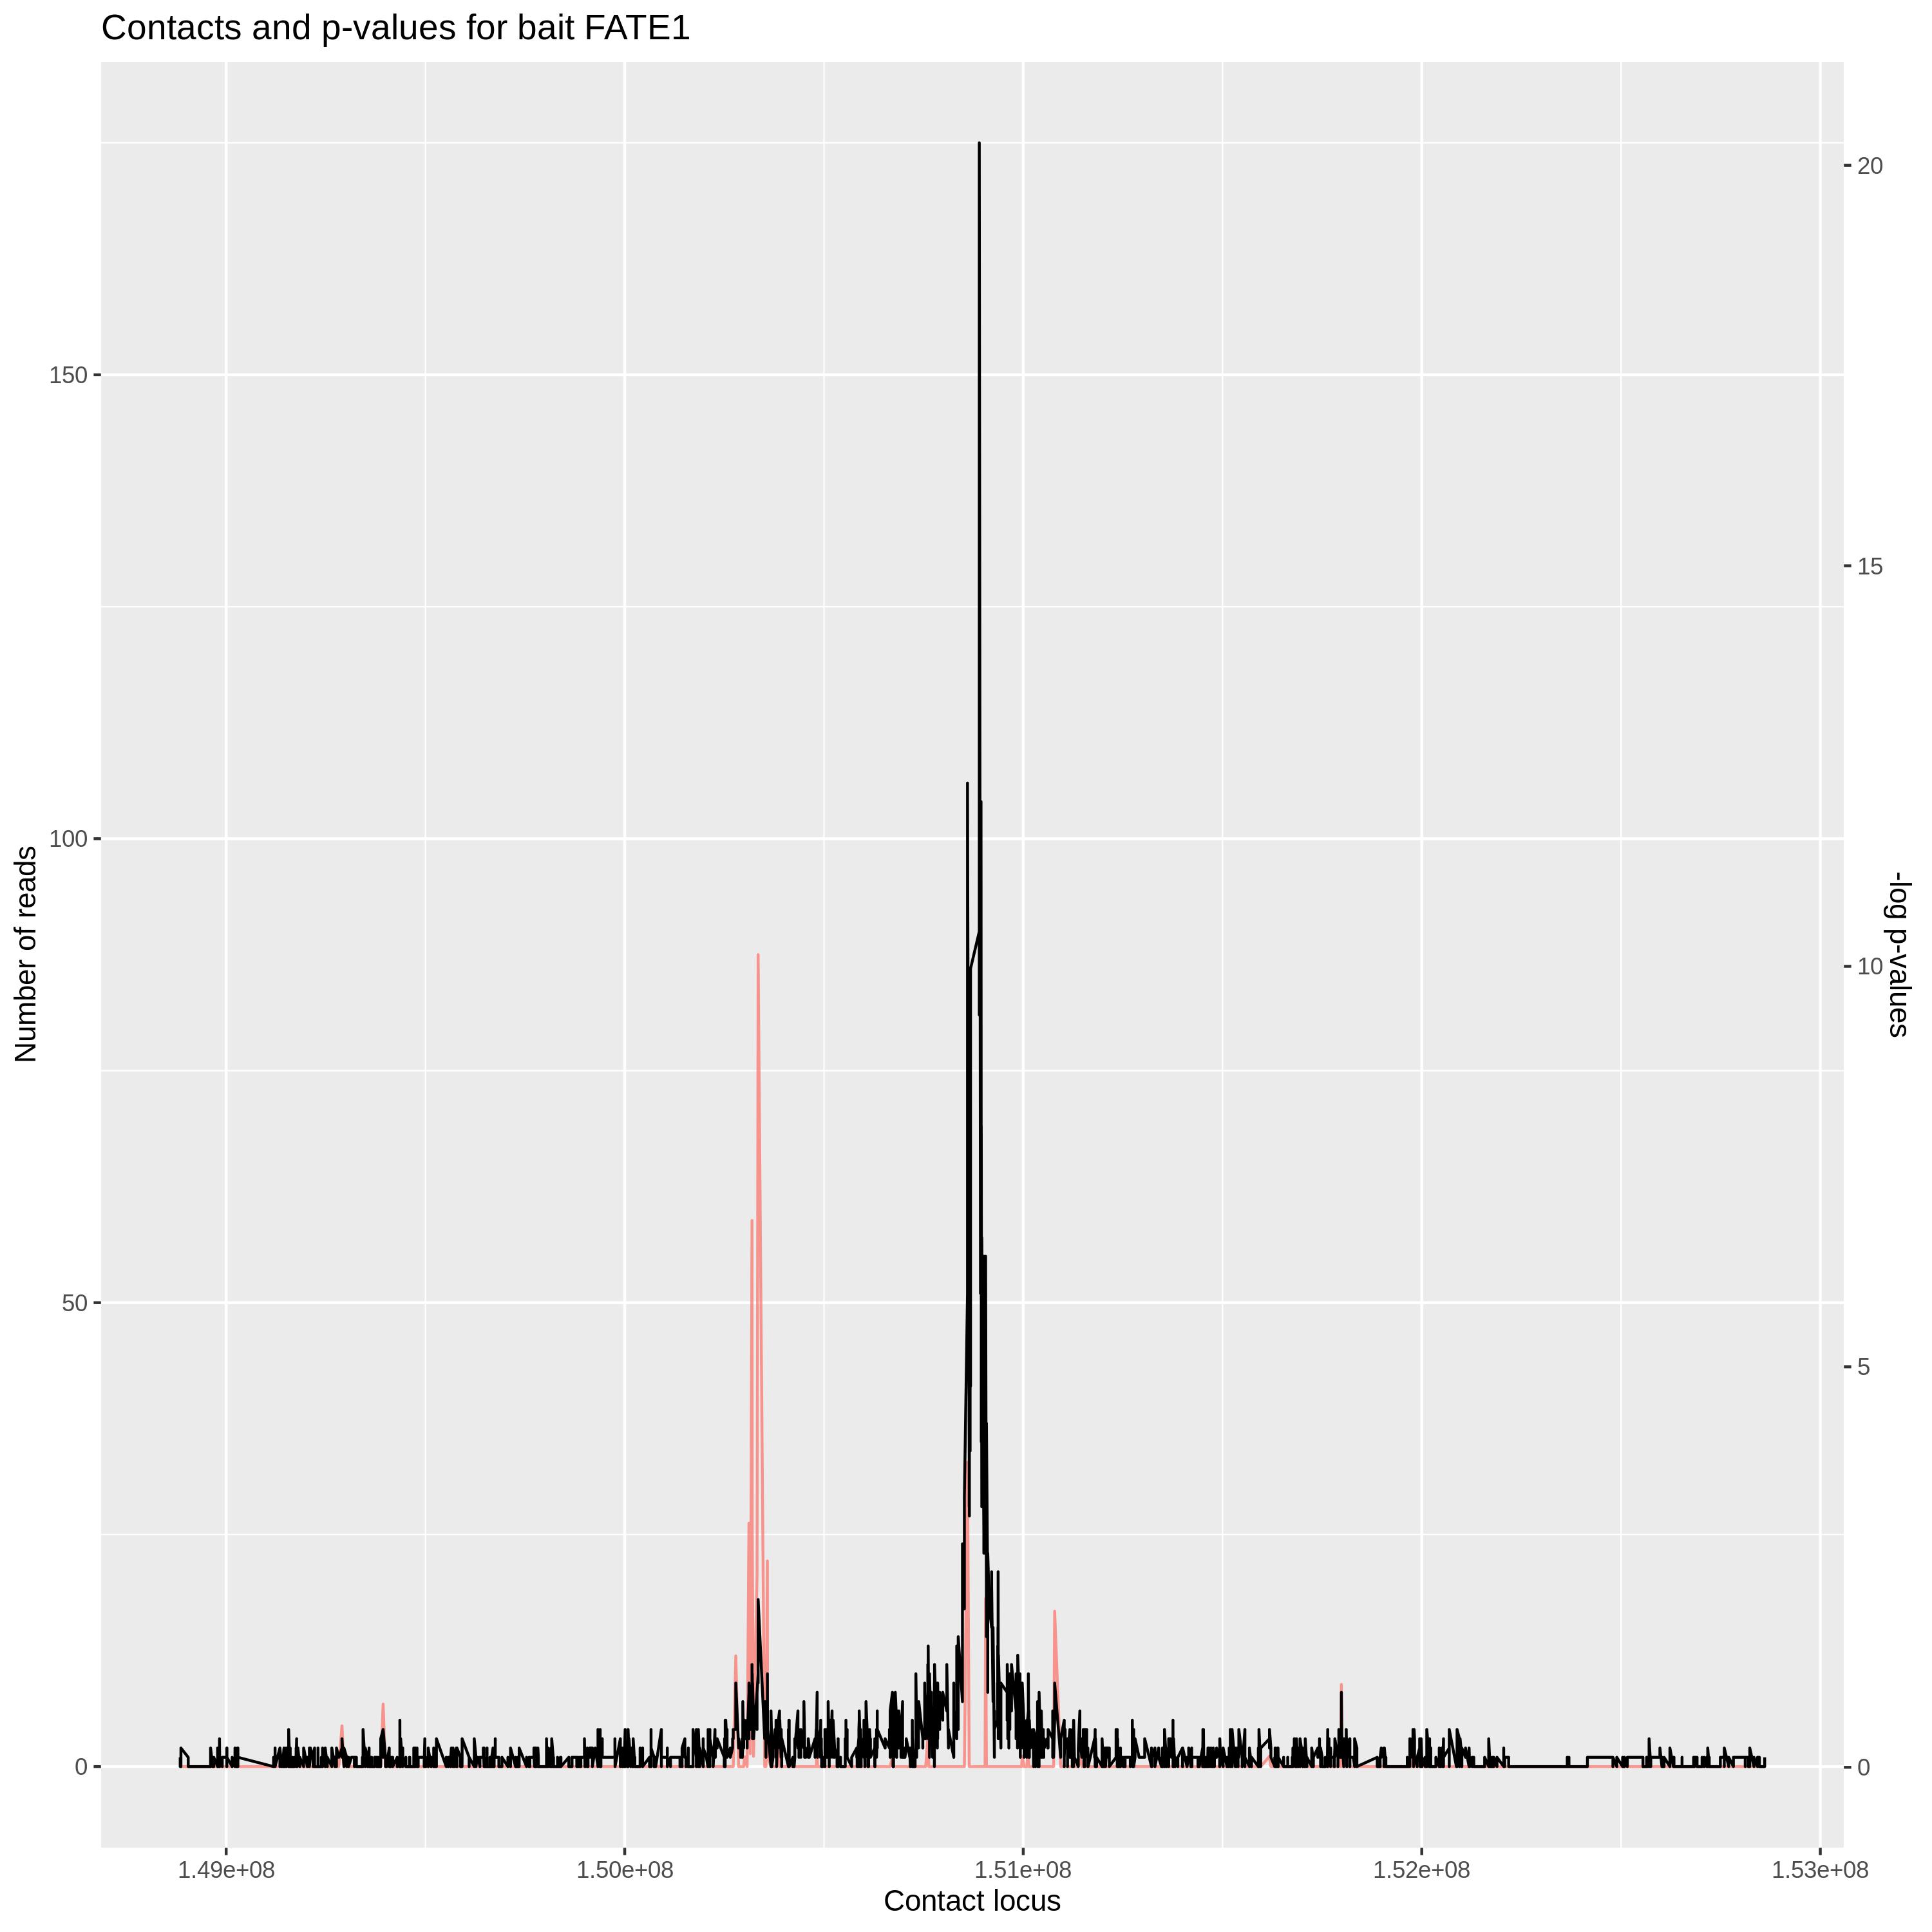 Contacts and p-values for bait FATE1
20
15
10
5
0
150
100
50
0
Number of reads
-log p-values
1.49e+08
1.50e+08
1.51e+08
1.52e+08
1.53e+08
Contact locus